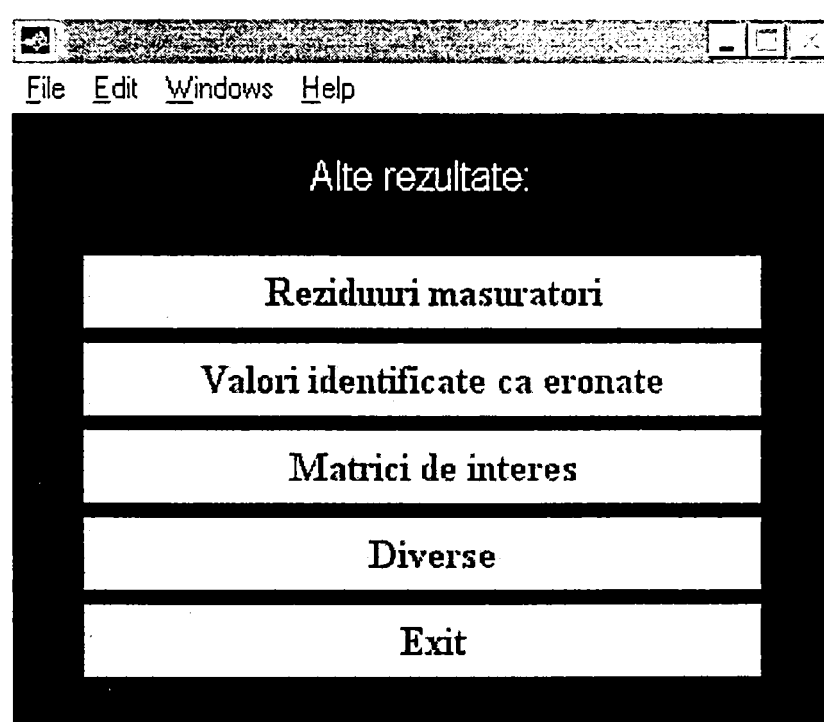 File Edit Windows Help
Alte rezultate:
Reziduuri masuratori
Valori identificate ca eronate
Matrici de interes
Diverse
Exit